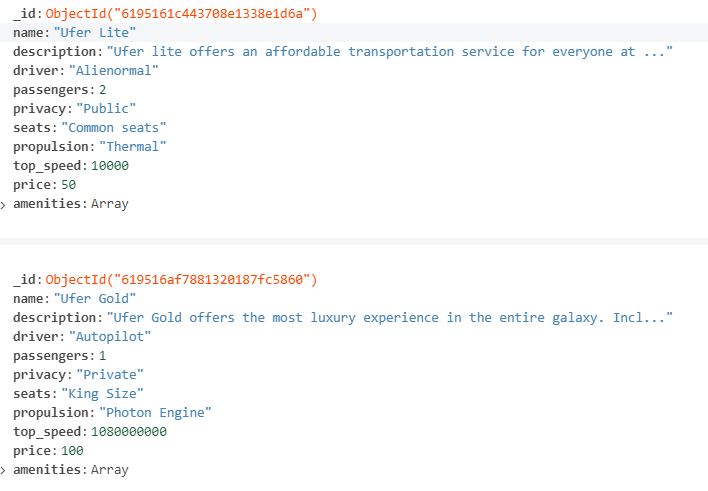 _id: ObjectId("6195161c443708e1338e1d6a")
name: "Ufer Lite"
description: "Ufer lite offers an affordable transportation service for everyone at ..."
driver: "Alienormal"
passengers: 2
privacy: "Public"
seats: "Common seats"
propulsion: "Thermal"
top_speed: 10000
price: 50
> amenities: Array
_id: ObjectId("619516af7881320187fc5860")
name: "Ufer Gold"
description: "Ufer Gold offers the most luxury experience in the entire galaxy. Incl..."
driver: "Autopilot"
passengers: 1
privacy: "Private"
seats: "King Size"
propulsion: "Photon Engine"
top_speed: 1080000000
price: 100
> amenities: Array